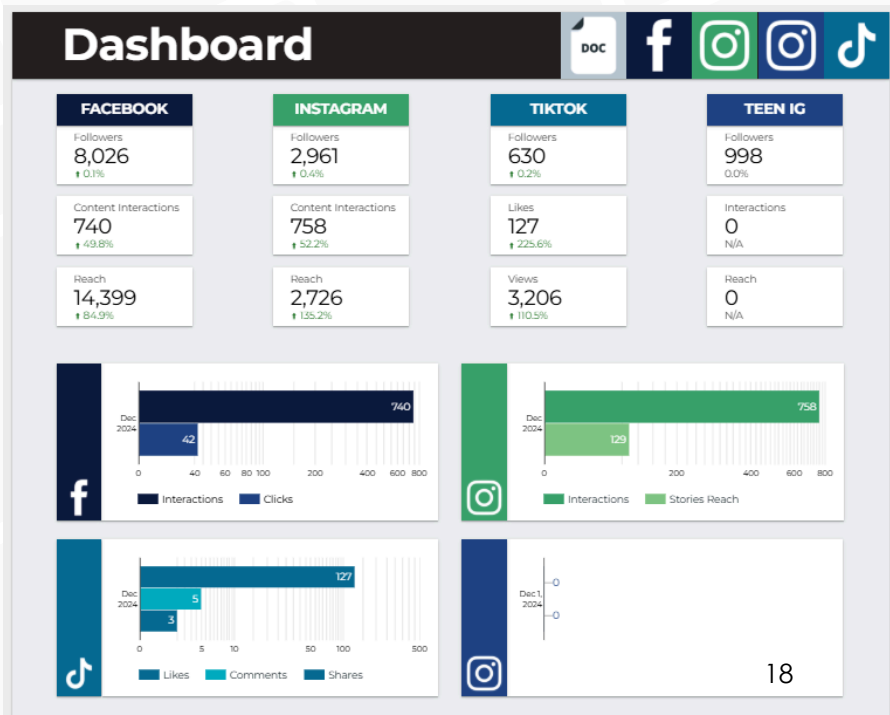 Dashboard
DOC
FACEBOOK
Followers
8,026
0.1%
Content Interactions
740
49.8%
Reach
14,399
84.9%
INSTAGRAM
Followers
2,961
0.4%
Content Interactions
758
52.2%
Reach
2,726
135.2%
TIKTOK
Followers
630
0.2%
Likes
127
225.6%
Views
3,206
110.5%
TEEN IG
Followers
998
0.0%
Interactions
0
N/A
Reach
0
N/A
Dec
2024
740
42
0 40 60 80 100 200 400 600 800
Interactions Clicks
Dec
2024
758
129
0 200 400 600 800
Interactions Stories Reach
Dec
2024
127
5
3
0 5 10 50 100 500
Likes Comments Shares
Dec 1,
2024
0
0
18